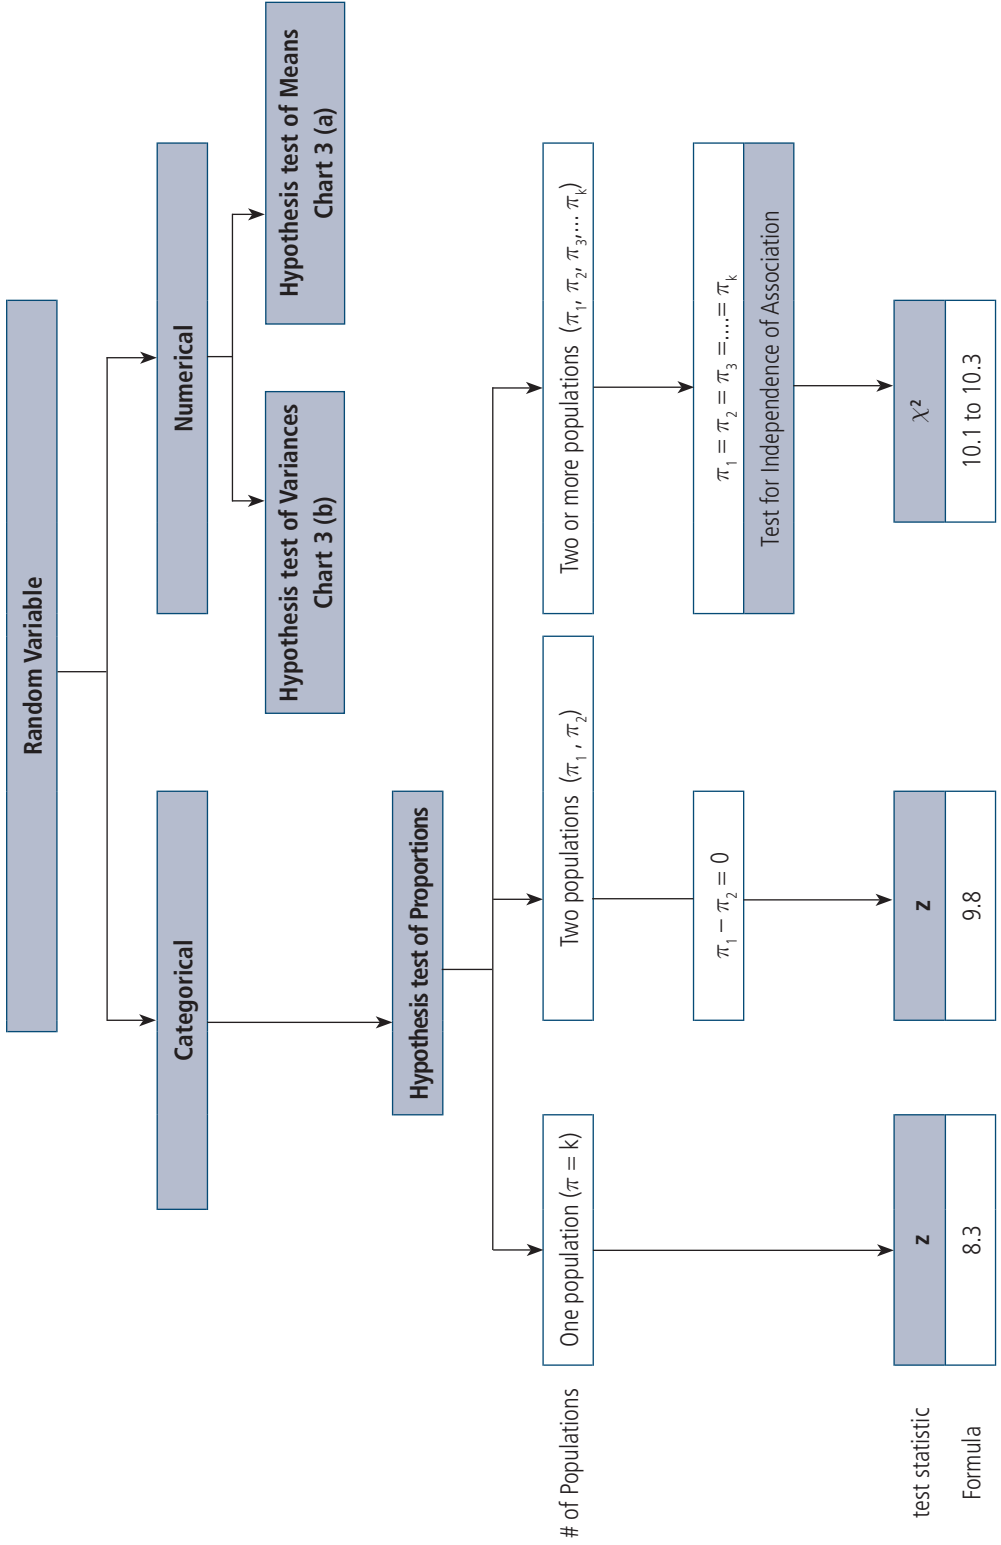 Random Variable
Categorical
Numerical
Hypothesis test of Variances
Chart 3 (b)
Hypothesis test of Means
Chart 3 (a)
Hypothesis test of Proportions
# of Populations
One population (π = k)
Two populations (π₁ , π₂)
Two or more populations (π₁, π₂, π₃,... πₖ)
π₁ − π₂ = 0
π₁ = π₂ = π₃ =....= πₖ
Test for Independence of Association
test statistic
z
z
χ²
Formula
8.3
9.8
10.1 to 10.3